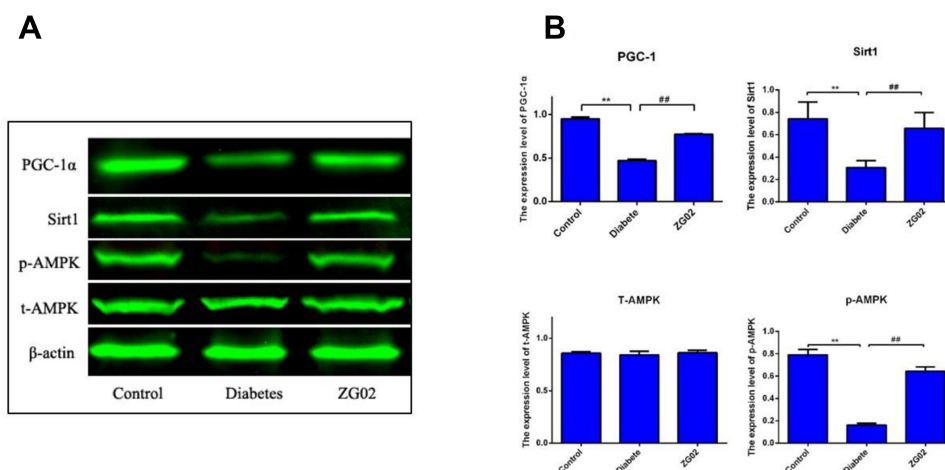 A
PGC-1α
Sirt1
p-AMPK
t-AMPK
β-actin
Control Diabetes ZG02
B
PGC-1
The expression level of PGC-1α
1.0
0.5
0.0
**
##
Control
Diabete
ZG02
Sirt1
The expression level of Sirt1
1.0
0.8
0.6
0.4
0.2
0.0
**
##
Control
Diabete
ZG02
T-AMPK
The expression level of t-AMPK
1.0
0.5
0.0
Control
Diabete
ZG02
p-AMPK
The expression level of p-AMPK
1.0
0.8
0.6
0.4
0.2
0.0
**
##
Control
Diabete
ZG02